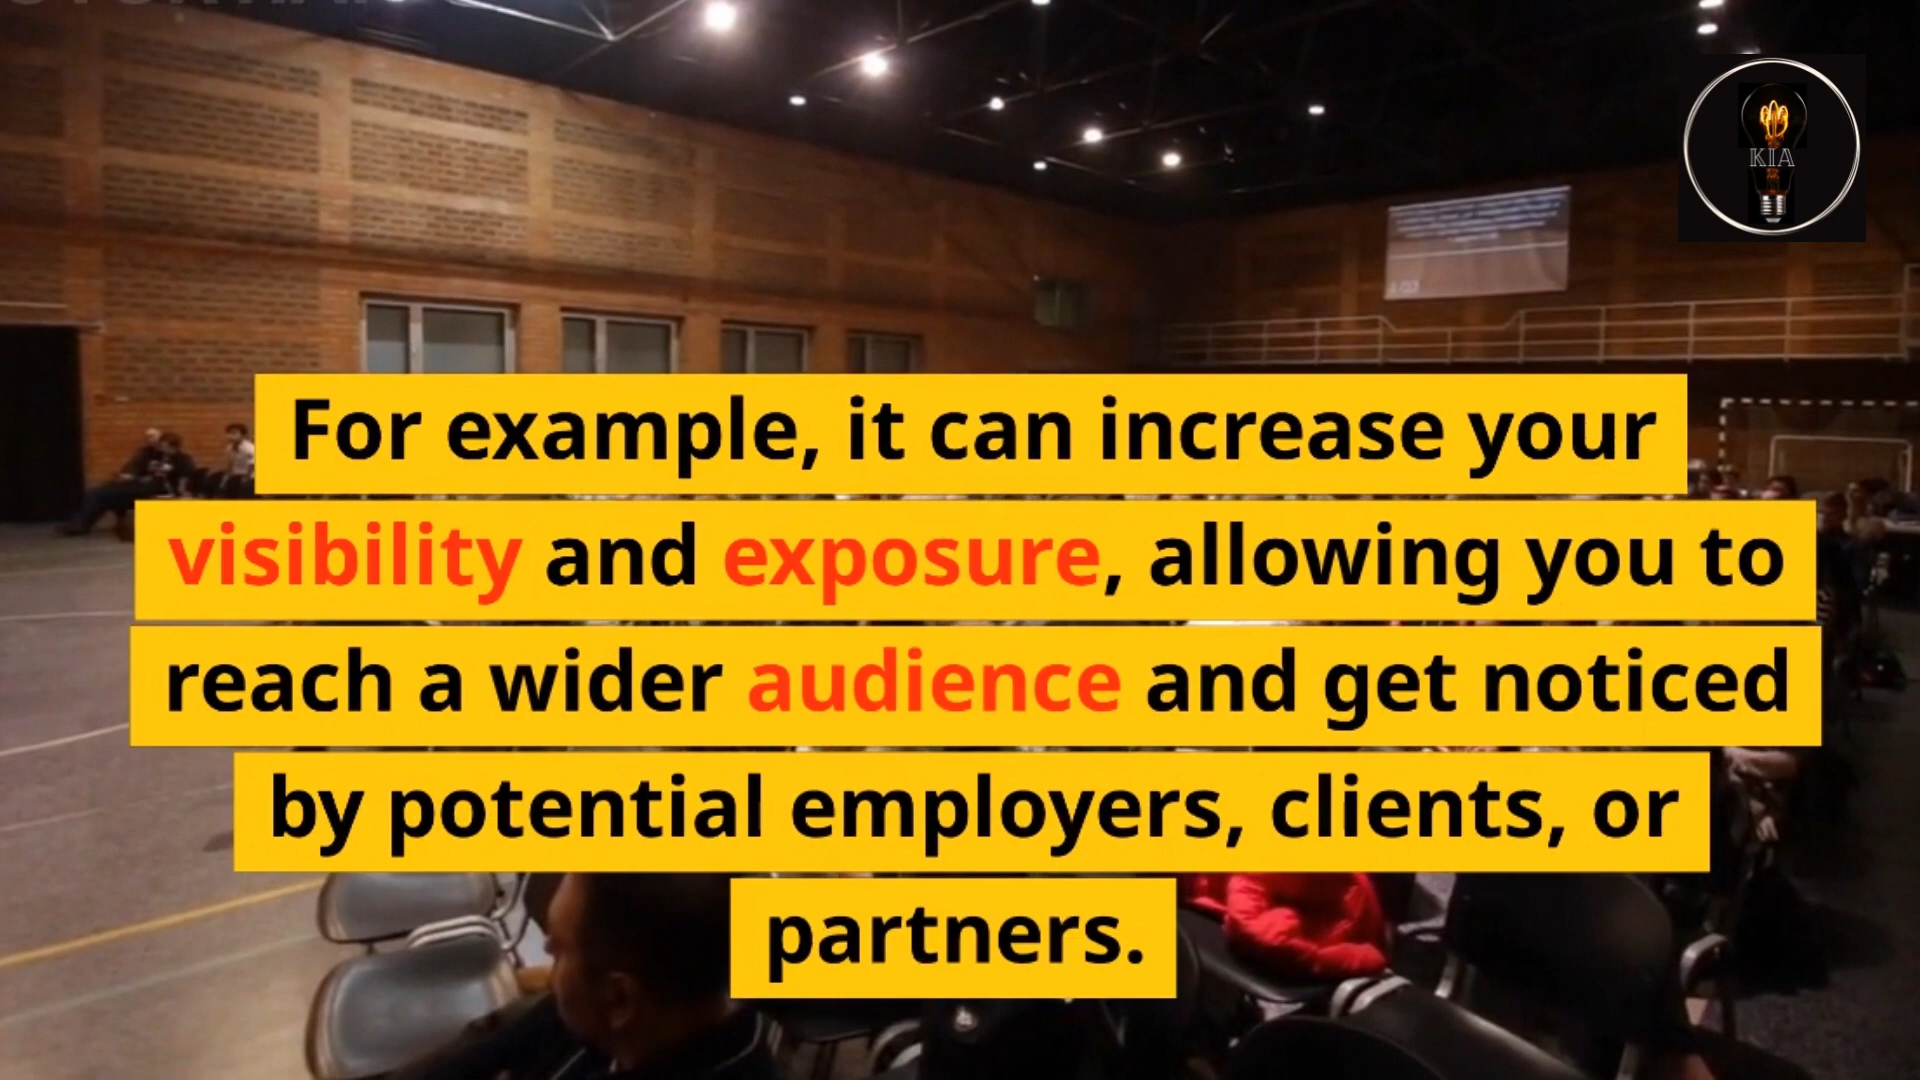 KIA
For example, it can increase your
visibility and exposure, allowing you to
reach a wider audience and get noticed
by potential employers, clients, or
partners.